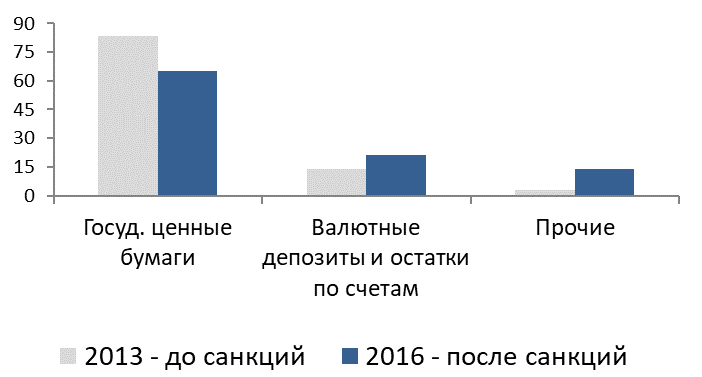 90
75
60
45
30
15
0
Госуд. ценные
бумаги
Валютные
депозиты и остатки
по счетам
Прочие
2013 - до санкций
2016 - после санкций